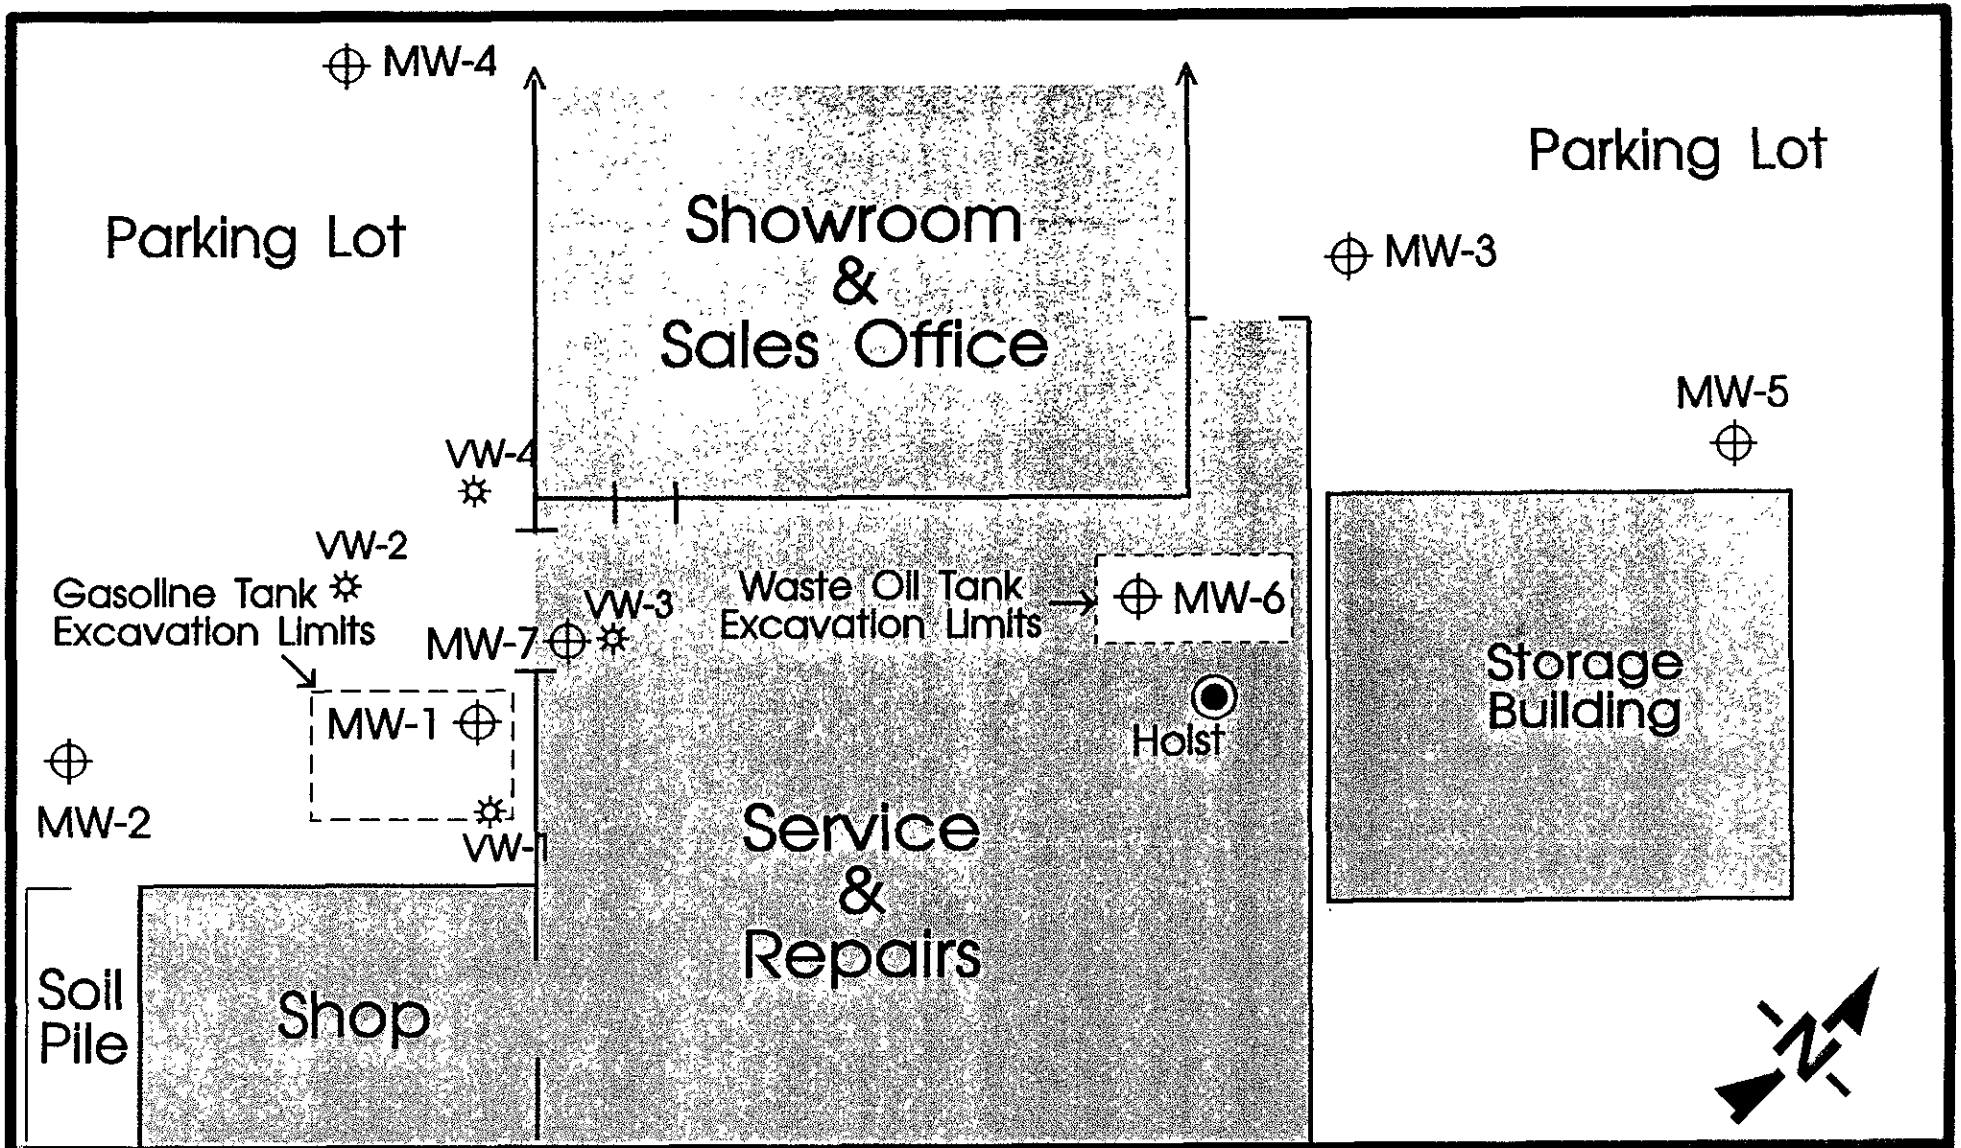 MW-4
Parking Lot
Showroom
&
Sales Office
Parking Lot
MW-3
MW-5
VW-4
VW-2
Gasoline Tank
Excavation Limits
MW-7
VW-3
Waste Oil Tank
Excavation Limits
MW-6
Hoist
Storage
Building
MW-1
MW-2
VW-1
Service
&
Repairs
Soil
Pile
Shop
N